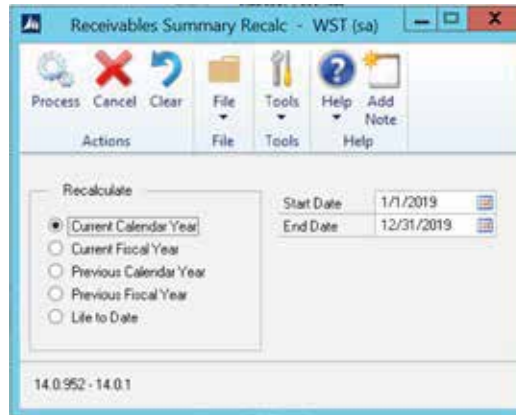 Receivables Summary Recalc - WST (sa)
Process Cancel Clear File Tools Help Add Note
Actions File Tools Help
Recalculate
Start Date 1/1/2019
End Date 12/31/2019
Current Calendar Year
Current Fiscal Year
Previous Calendar Year
Previous Fiscal Year
Life to Date
14.0.952 - 14.0.1